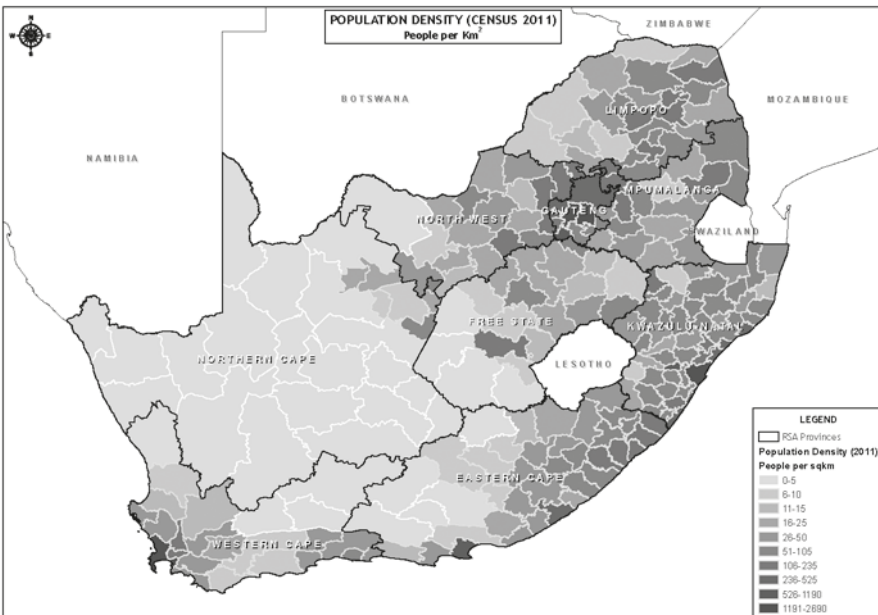 POPULATION DENSITY (CENSUS 2011)
People per Km²
N
W E
S
ZIMBABWE
BOTSWANA
MOZAMBIQUE
NAMIBIA
LIMPOPO
MPUMALANGA
GAUTENG
NORTH WEST
WAZILAND
FREE STATE
KWAZULU-NATAL
NORTHERN CAPE
LESOTHO
EASTERN CAPE
WESTERN CAPE
LEGEND
RSA Provinces
Population Density (2011)
People per sqkm
0-5
6-10
11-15
16-25
26-50
51-105
106-235
236-525
526-1190
1191-2690